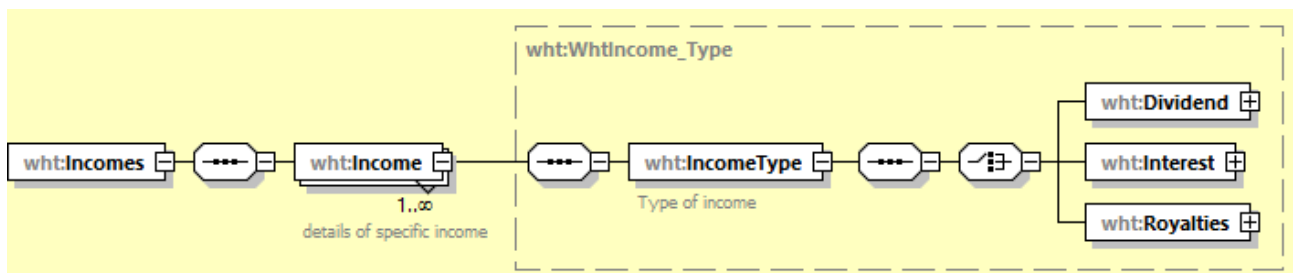 wht:WhtIncome_Type
wht:Dividend
wht:Incomes
wht:Income
wht:IncomeType
wht:Interest
1..∞
Type of income
details of specific income
wht:Royalties